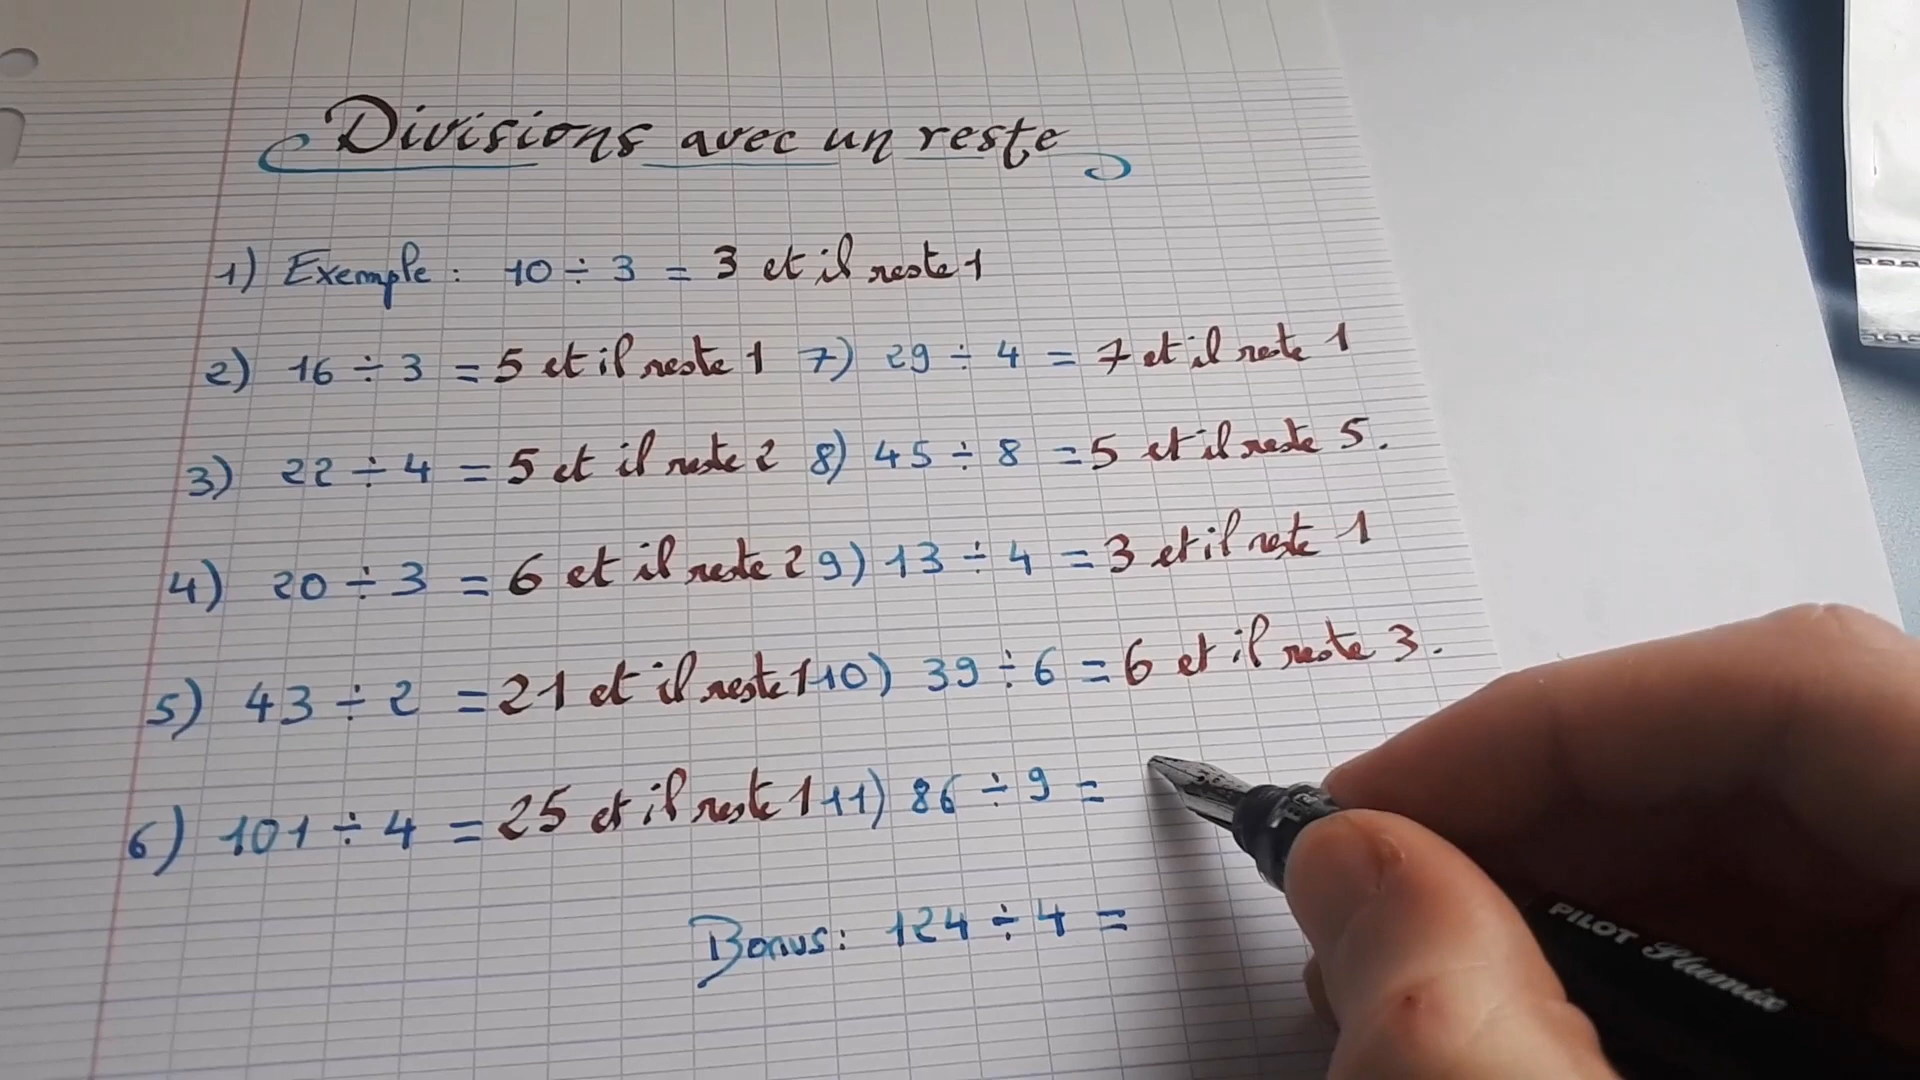 Divisions avec un reste
1) Exemple : 10 ÷ 3 = 3 et il reste 1
2) 16 ÷ 3 = 5 et il reste 1
3) 22 ÷ 4 = 5 et il reste 2
4) 20 ÷ 3 = 6 et il reste 2
5) 43 ÷ 2 = 21 et il reste 1
6) 101 ÷ 4 = 25 et il reste 1
7) 29 ÷ 4 = 7 et il reste 1
8) 45 ÷ 8 = 5 et il reste 5.
9) 13 ÷ 4 = 3 et il reste 1
10) 39 ÷ 6 = 6 et il reste 3.
11) 86 ÷ 9 =
Bonus : 124 ÷ 4 =
PILOT Plumix